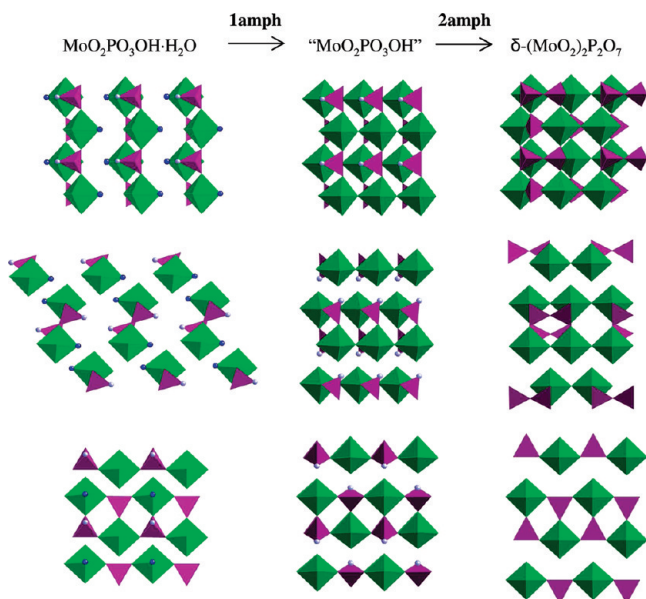 1amph
2amph
MoO₂PO₃OH·H₂O
“MoO₂PO₃OH”
δ-(MoO₂)₂P₂O₇